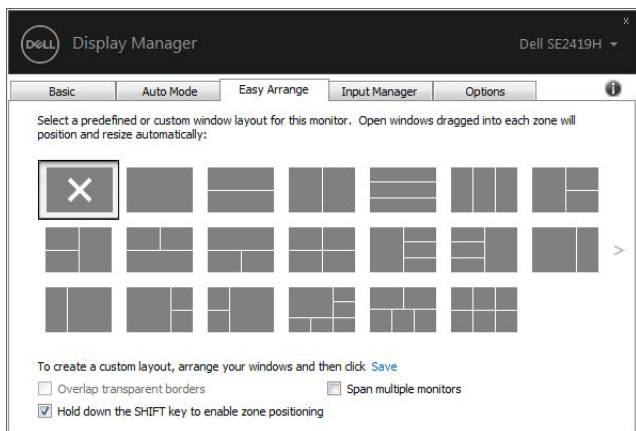 x
DELL Display Manager Dell SE2419H
Basic Auto Mode Easy Arrange Input Manager Options
Select a predefined or custom window layout for this monitor. Open windows dragged into each zone will
position and resize automatically:
To create a custom layout, arrange your windows and then click Save
Overlap transparent borders Span multiple monitors
Hold down the SHIFT key to enable zone positioning